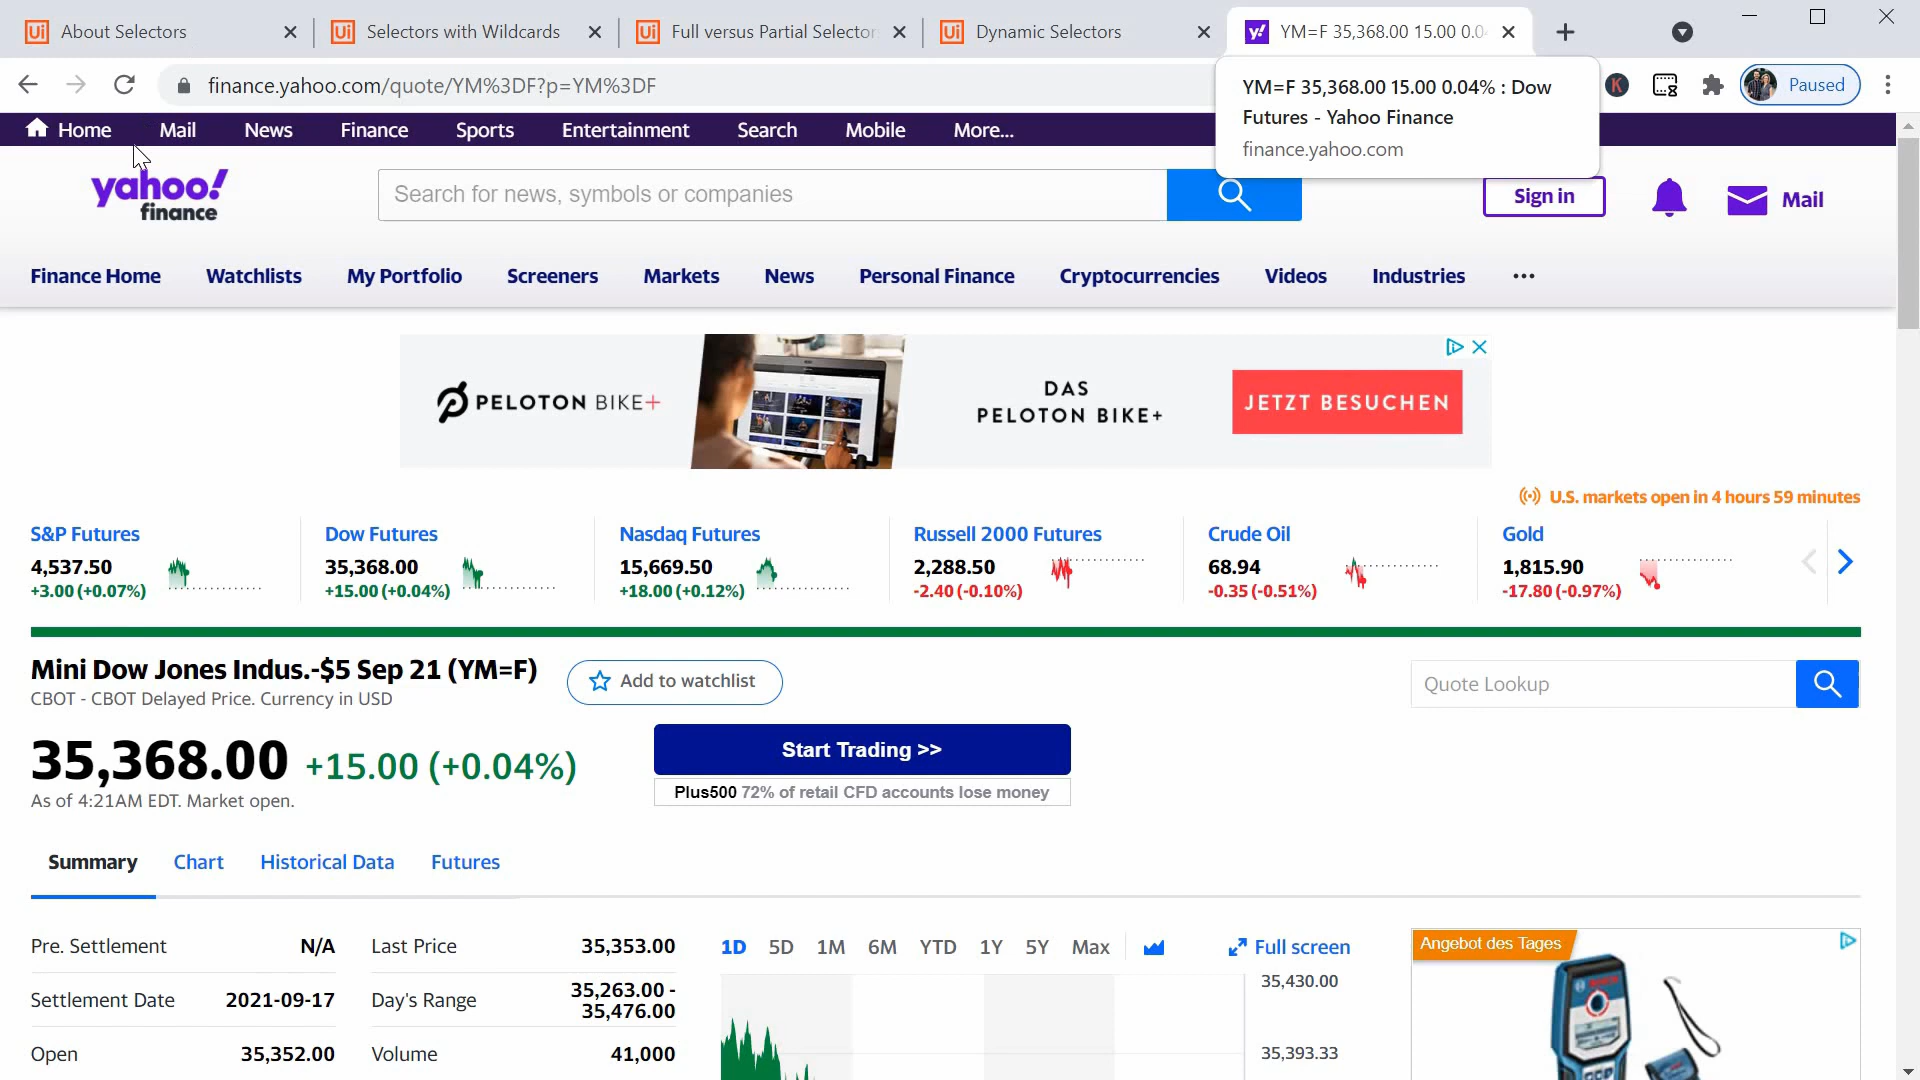 About Selectors
Selectors with Wildcards
Full versus Partial Selector
Dynamic Selectors
YM=F 35,368.00 15.00 0.0
finance.yahoo.com/quote/YM%3DF?p=YM%3DF
YM=F 35,368.00 15.00 0.04% : Dow
Futures - Yahoo Finance
finance.yahoo.com
K
Paused
Home Mail News Finance Sports Entertainment Search Mobile More...
yahoo!
finance
Search for news, symbols or companies
Sign in
Mail
Finance Home Watchlists My Portfolio Screeners Markets News Personal Finance Cryptocurrencies Videos Industries ...
PELOTON BIKE+
DAS
PELOTON BIKE+
JETZT BESUCHEN
U.S. markets open in 4 hours 59 minutes
S&P Futures
4,537.50
+3.00 (+0.07%)
Dow Futures
35,368.00
+15.00 (+0.04%)
Nasdaq Futures
15,669.50
+18.00 (+0.12%)
Russell 2000 Futures
2,288.50
-2.40 (-0.10%)
Crude Oil
68.94
-0.35 (-0.51%)
Gold
1,815.90
-17.80 (-0.97%)
Mini Dow Jones Indus.-$5 Sep 21 (YM=F)
CBOT - CBOT Delayed Price. Currency in USD
Add to watchlist
Quote Lookup
35,368.00 +15.00 (+0.04%)
As of 4:21AM EDT. Market open.
Start Trading >>
Plus500 72% of retail CFD accounts lose money
Summary Chart Historical Data Futures
Pre. Settlement N/A
Settlement Date 2021-09-17
Open 35,352.00
Last Price 35,353.00
Day's Range 35,263.00 -
35,476.00
Volume 41,000
1D 5D 1M 6M YTD 1Y 5Y Max
Full screen
35,430.00
35,393.33
Angebot des Tages